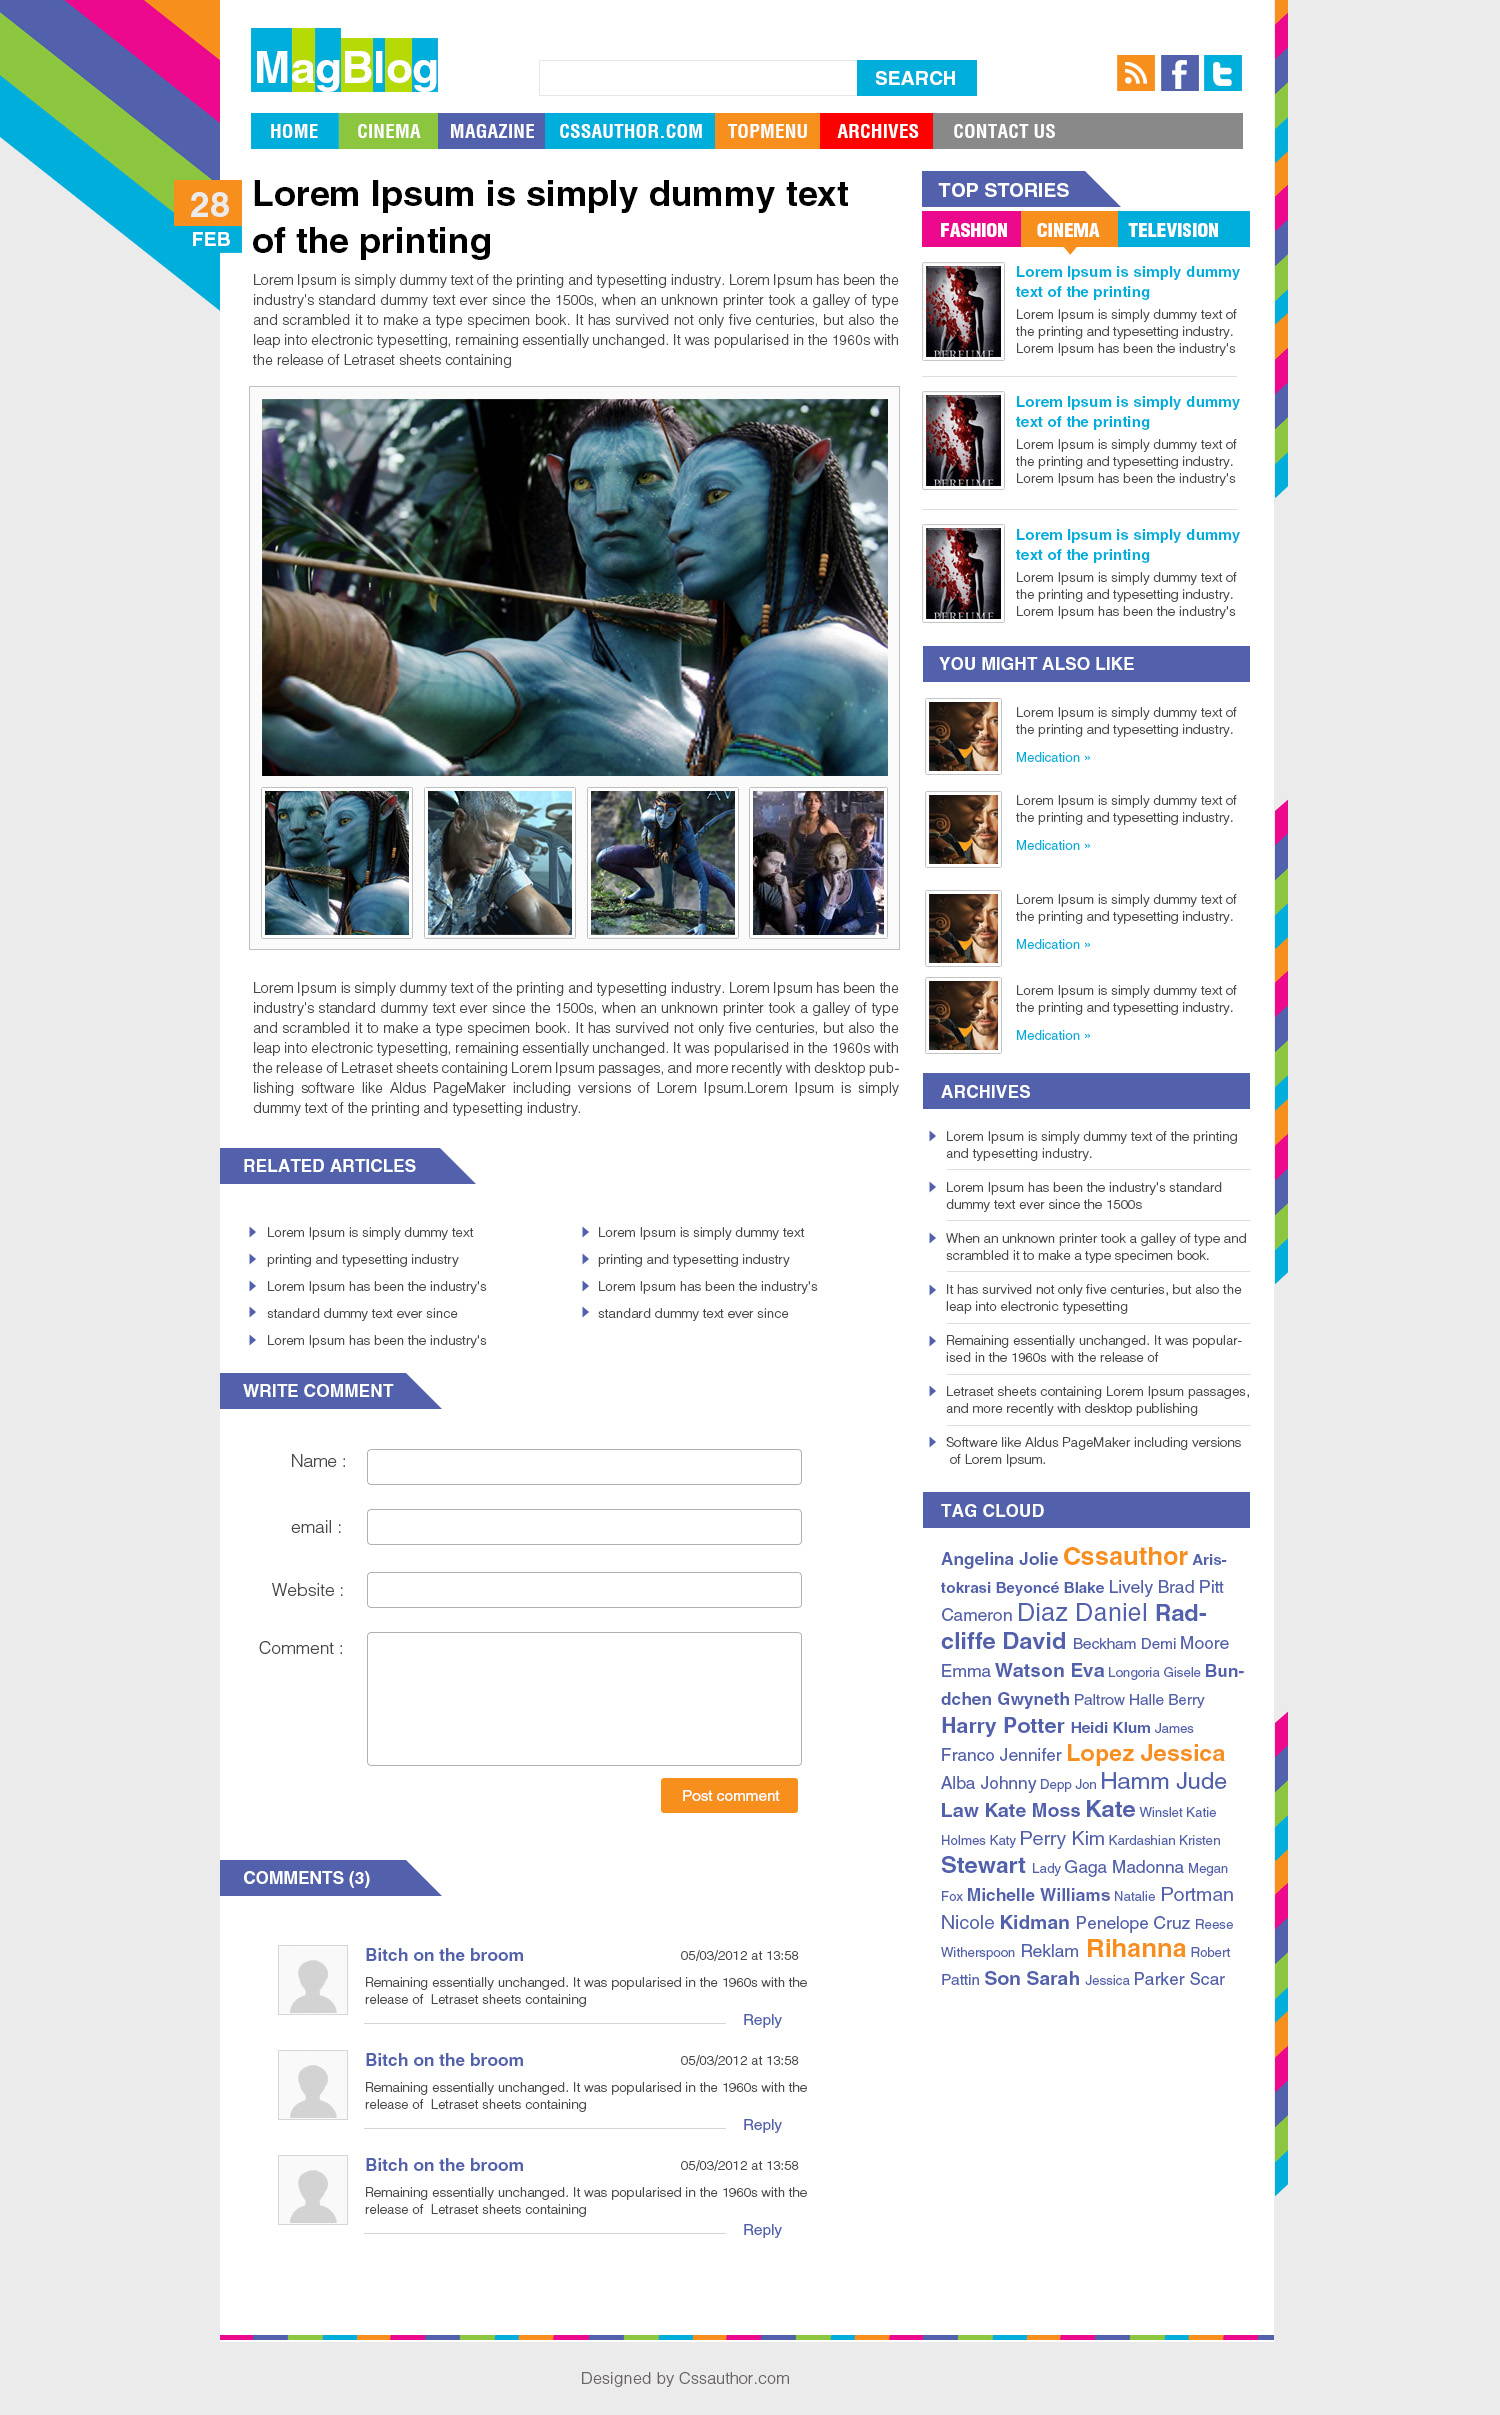 MagBlog
SEARCH
HOME CINEMA MAGAZINE CSSAUTHOR.COM TOPMENU ARCHIVES CONTACT US
28
FEB
Lorem Ipsum is simply dummy text
of the printing
Lorem Ipsum is simply dummy text of the printing and typesetting industry. Lorem Ipsum has been the
industry's standard dummy text ever since the 1500s, when an unknown printer took a galley of type
and scrambled it to make a type specimen book. It has survived not only five centuries, but also the
leap into electronic typesetting, remaining essentially unchanged. It was popularised in the 1960s with
the release of Letraset sheets containing
AV
Lorem Ipsum is simply dummy text of the printing and typesetting industry. Lorem Ipsum has been the
industry's standard dummy text ever since the 1500s, when an unknown printer took a galley of type
and scrambled it to make a type specimen book. It has survived not only five centuries, but also the
leap into electronic typesetting, remaining essentially unchanged. It was popularised in the 1960s with
the release of Letraset sheets containing Lorem Ipsum passages, and more recently with desktop pub-
lishing software like Aldus PageMaker including versions of Lorem Ipsum.Lorem Ipsum is simply
dummy text of the printing and typesetting industry.
RELATED ARTICLES
Lorem Ipsum is simply dummy text
printing and typesetting industry
Lorem Ipsum has been the industry's
standard dummy text ever since
Lorem Ipsum has been the industry's
Lorem Ipsum is simply dummy text
printing and typesetting industry
Lorem Ipsum has been the industry's
standard dummy text ever since
WRITE COMMENT
Name :
email :
Website :
Comment :
Post comment
COMMENTS (3)
Bitch on the broom 05/03/2012 at 13:58
Remaining essentially unchanged. It was popularised in the 1960s with the
release of Letraset sheets containing
Reply
Bitch on the broom 05/03/2012 at 13:58
Remaining essentially unchanged. It was popularised in the 1960s with the
release of Letraset sheets containing
Reply
Bitch on the broom 05/03/2012 at 13:58
Remaining essentially unchanged. It was popularised in the 1960s with the
release of Letraset sheets containing
Reply
TOP STORIES
FASHION CINEMA TELEVISION
PERFUME
Lorem Ipsum is simply dummy
text of the printing
Lorem Ipsum is simply dummy text of
the printing and typesetting industry.
Lorem Ipsum has been the industry's
PERFUME
Lorem Ipsum is simply dummy
text of the printing
Lorem Ipsum is simply dummy text of
the printing and typesetting industry.
Lorem Ipsum has been the industry's
PERFUME
Lorem Ipsum is simply dummy
text of the printing
Lorem Ipsum is simply dummy text of
the printing and typesetting industry.
Lorem Ipsum has been the industry's
YOU MIGHT ALSO LIKE
Lorem Ipsum is simply dummy text of
the printing and typesetting industry.
Medication »
Lorem Ipsum is simply dummy text of
the printing and typesetting industry.
Medication »
Lorem Ipsum is simply dummy text of
the printing and typesetting industry.
Medication »
Lorem Ipsum is simply dummy text of
the printing and typesetting industry.
Medication »
ARCHIVES
Lorem Ipsum is simply dummy text of the printing
and typesetting industry.
Lorem Ipsum has been the industry's standard
dummy text ever since the 1500s
When an unknown printer took a galley of type and
scrambled it to make a type specimen book.
It has survived not only five centuries, but also the
leap into electronic typesetting
Remaining essentially unchanged. It was popular-
ised in the 1960s with the release of
Letraset sheets containing Lorem Ipsum passages,
and more recently with desktop publishing
Software like Aldus PageMaker including versions
of Lorem Ipsum.
TAG CLOUD
Angelina Jolie Cssauthor Aris-
tokrasi Beyoncé Blake Lively Brad Pitt
Cameron Diaz Daniel Rad-
cliffe David Beckham Demi Moore
Emma Watson Eva Longoria Gisele Bun-
dchen Gwyneth Paltrow Halle Berry
Harry Potter Heidi Klum James
Franco Jennifer Lopez Jessica
Alba Johnny Depp Jon Hamm Jude
Law Kate Moss Kate Winslet Katie
Holmes Katy Perry Kim Kardashian Kristen
Stewart Lady Gaga Madonna Megan
Fox Michelle Williams Natalie Portman
Nicole Kidman Penelope Cruz Reese
Witherspoon Reklam Rihanna Robert
Pattin Son Sarah Jessica Parker Scar
Designed by Cssauthor.com